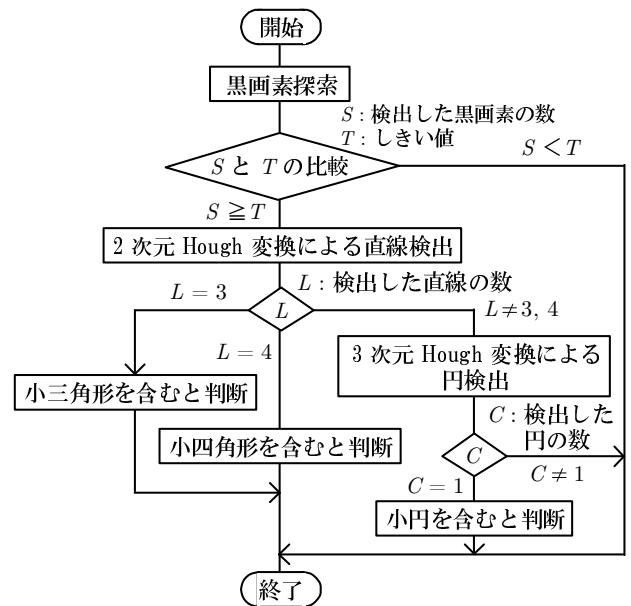 開始
黒画素探索
S : 検出した黒画素の数
T : しきい値
S と T の比較
S < T
S ≧ T
2 次元 Hough 変換による直線検出
L : 検出した直線の数
L = 3
L
L≠3, 4
L = 4
3 次元 Hough 変換による
円検出
小三角形を含むと判断
C : 検出した
円の数
小四角形を含むと判断
C
C ≠ 1
C = 1
小円を含むと判断
終了